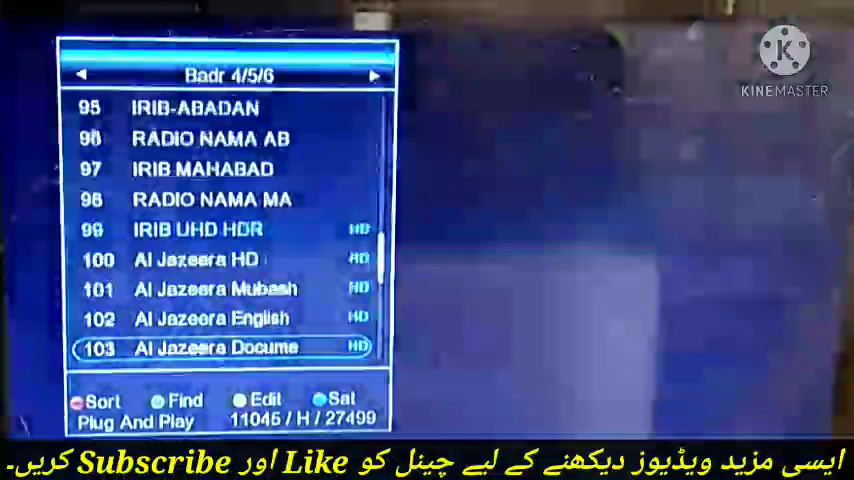 KINEMASTER
Badr 4/5/6
95 IRIB-ABADAN
96 RADIO NAMA AB
97 IRIB MAHABAD
98 RADIO NAMA MA
99 IRIB UHD HDR HD
100 Al Jazeera HD HD
101 Al Jazeera Mubash HD
102 Al Jazeera English HD
103 Al Jazeera Docume HD
Sort Find Edit Sat
Plug And Play 11045 / H / 27499
ایسی مزید ویڈیوز دیکھنے کے لیے چینل کو Like اور Subscribe کریں۔